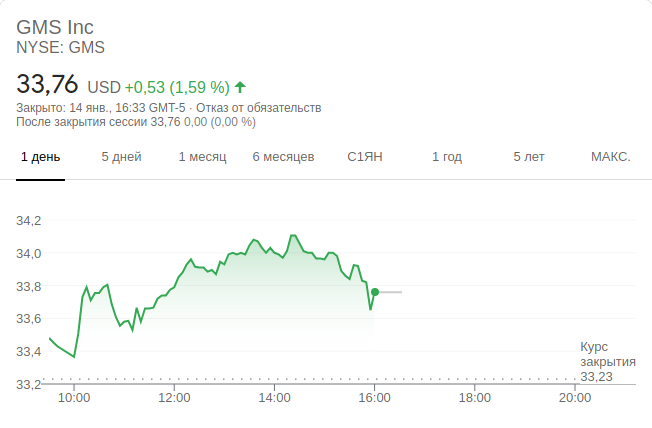 GMS Inc
NYSE: GMS
33,76 USD +0,53 (1,59 %)
Закрыто: 14 янв., 16:33 GMT-5 · Отказ от обязательств
После закрытия сессии 33,76 0,00 (0,00 %)
1 день 5 дней 1 месяц 6 месяцев С1ЯН 1 год 5 лет МАКС.
34,2
34,0
33,8
33,6
33,4
33,2
Курс
закрытия
33,23
10:00 12:00 14:00 16:00 18:00 20:00